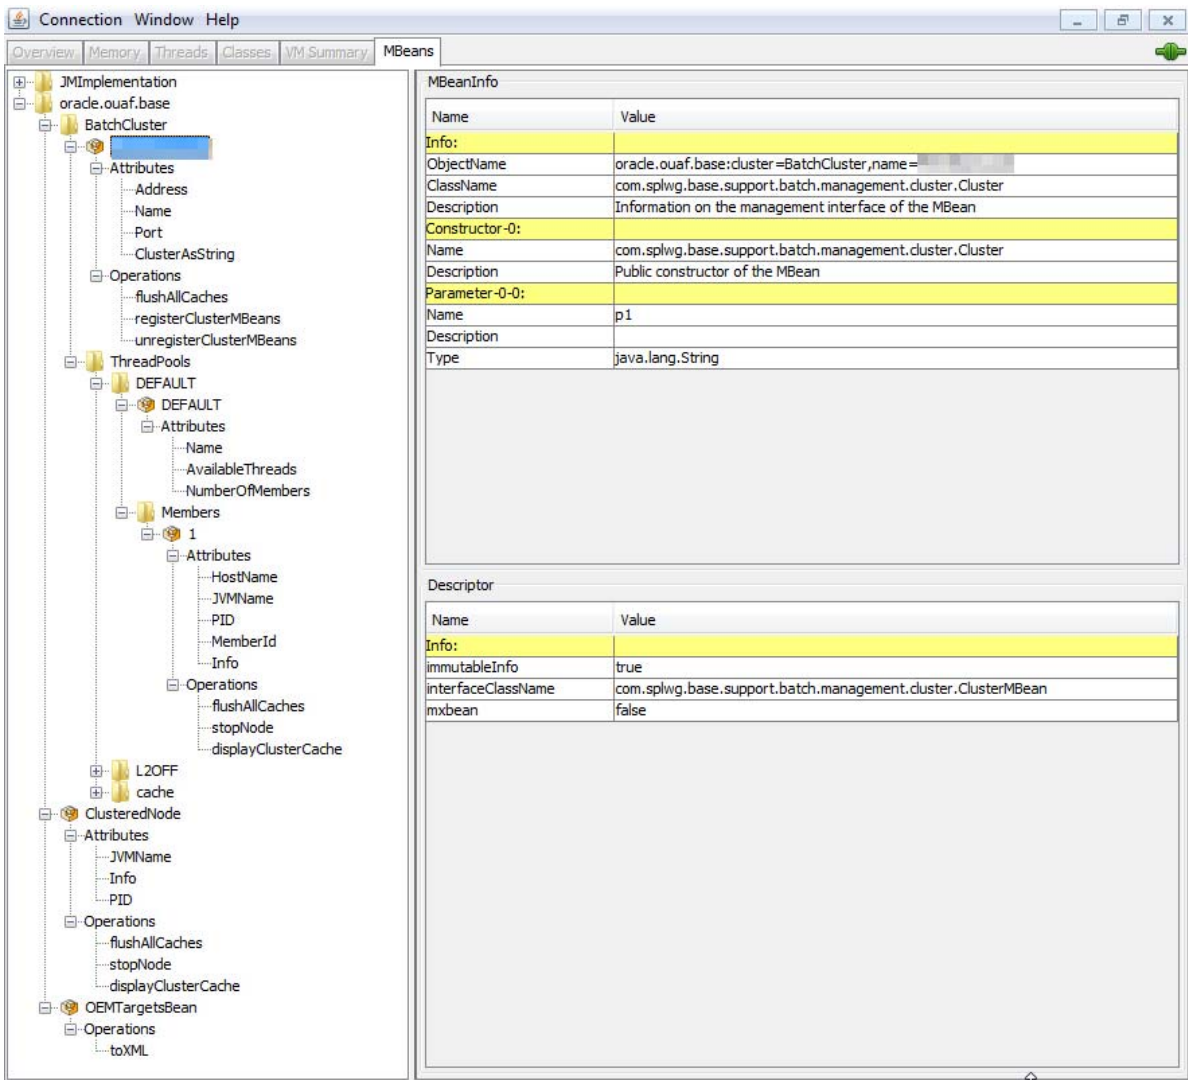 Connection Window Help
Overview Memory Threads Classes VM Summary MBeans
JMImplementation
oracle.ouaf.base
BatchCluster
Attributes
Address
Name
Port
ClusterAsString
Operations
flushAllCaches
registerClusterMBeans
unregisterClusterMBeans
ThreadPools
DEFAULT
DEFAULT
Attributes
Name
AvailableThreads
NumberOfMembers
Members
1
Attributes
HostName
JVMName
PID
MemberId
Info
Operations
flushAllCaches
stopNode
displayClusterCache
L2OFF
cache
ClusteredNode
Attributes
JVMName
Info
PID
Operations
flushAllCaches
stopNode
displayClusterCache
OEMTargetsBean
Operations
toXML
MBeanInfo
Name Value
Info:
ObjectName oracle.ouaf.base:cluster=BatchCluster,name=
ClassName com.splwg.base.support.batch.management.cluster.Cluster
Description Information on the management interface of the MBean
Constructor-0:
Name com.splwg.base.support.batch.management.cluster.Cluster
Description Public constructor of the MBean
Parameter-0-0:
Name p1
Description
Type java.lang.String
Descriptor
Name Value
Info:
immutableInfo true
interfaceClassName com.splwg.base.support.batch.management.cluster.ClusterMBean
mxbean false